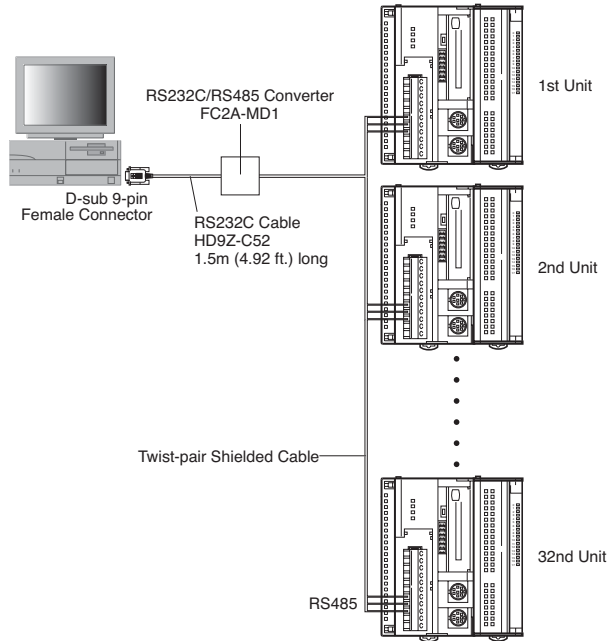 1st Unit
RS232C/RS485 Converter
FC2A-MD1
D-sub 9-pin
Female Connector
RS232C Cable
HD9Z-C52
1.5m (4.92 ft.) long
2nd Unit
Twist-pair Shielded Cable
32nd Unit
RS485